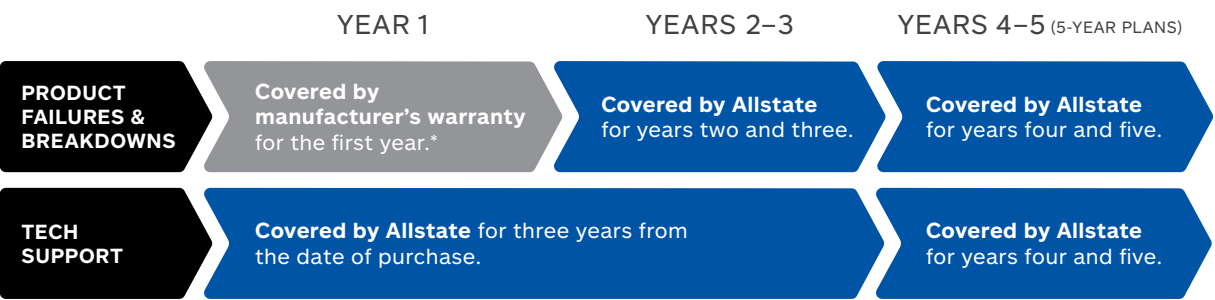 YEAR 1
YEARS 2–3
YEARS 4–5 (5-YEAR PLANS)
PRODUCT
FAILURES &
BREAKDOWNS
Covered by
manufacturer’s warranty
for the first year.*
Covered by Allstate
for years two and three.
Covered by Allstate
for years four and five.
TECH
SUPPORT
Covered by Allstate for three years from
the date of purchase.
Covered by Allstate
for years four and five.